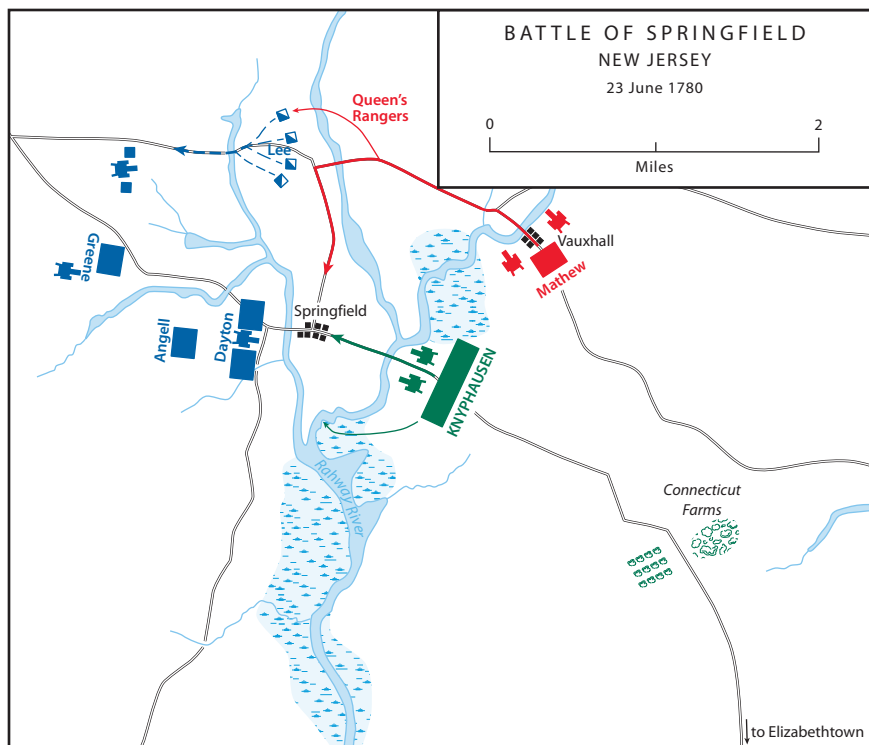 BATTLE OF SPRINGFIELD
NEW JERSEY
23 June 1780
0
2
Miles
Queen's
Rangers
Lee
Greene
Vauxhall
Mathew
Springfield
Angell
Dayton
KNYPHAUSEN
Rahway River
Connecticut
Farms
to Elizabethtown